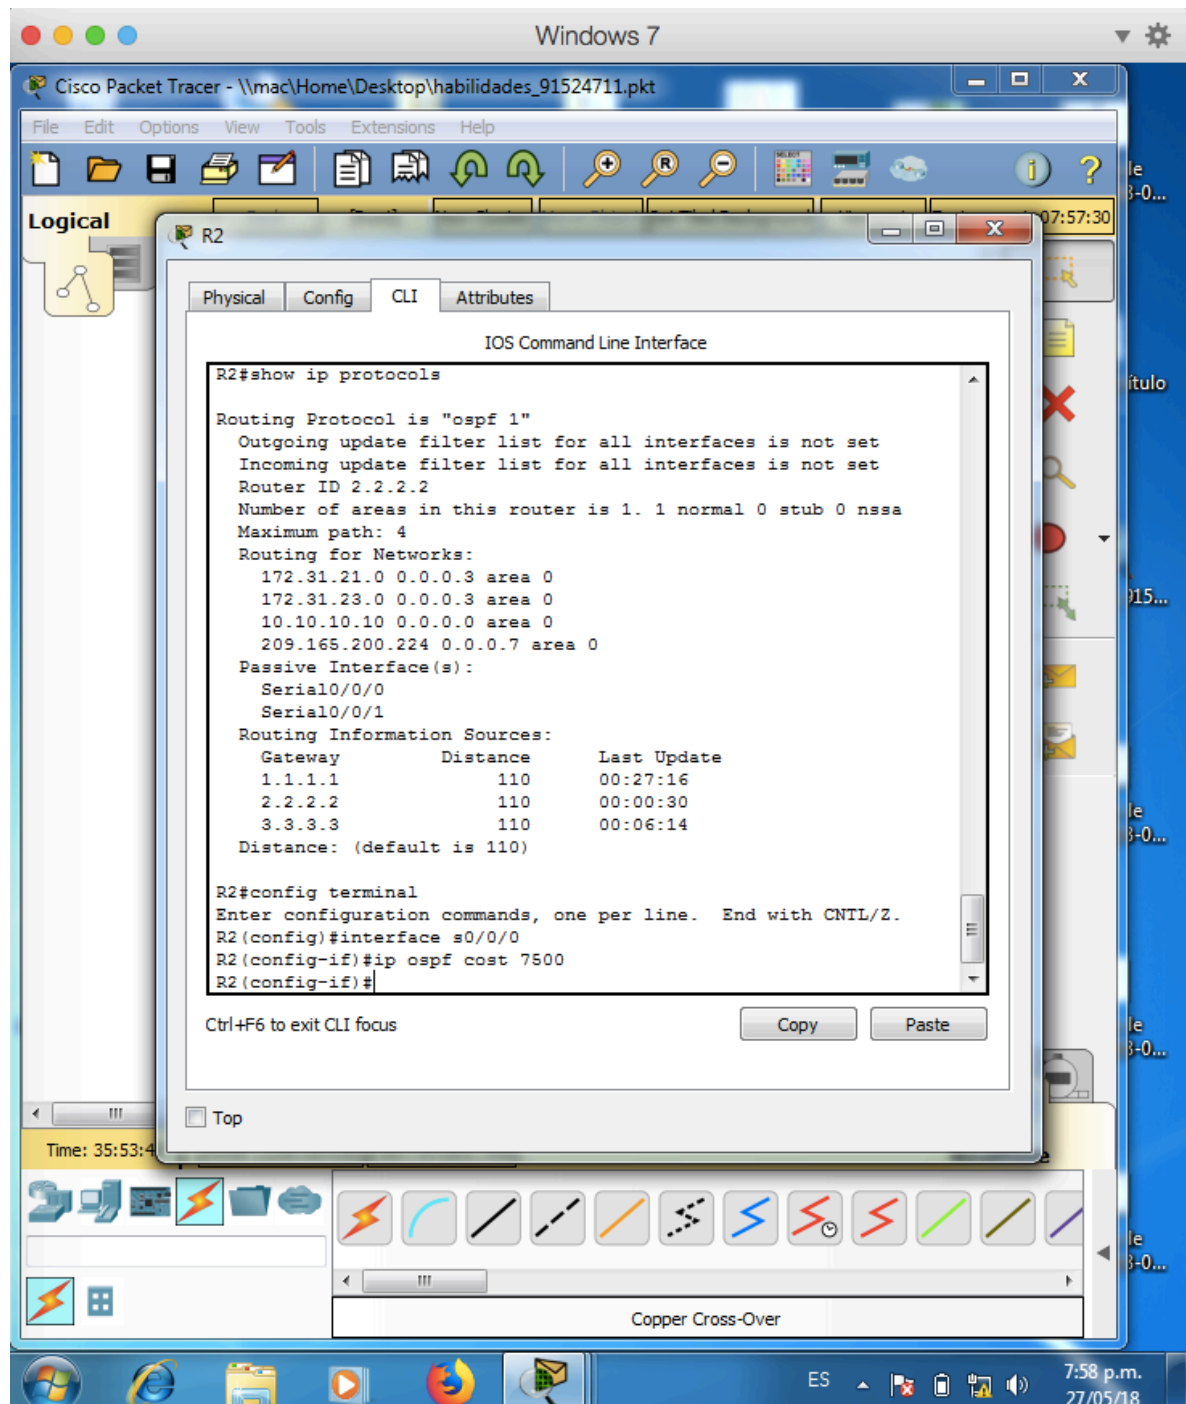 Windows 7
Cisco Packet Tracer - \\mac\Home\Desktop\habilidades_91524711.pkt
File Edit Options View Tools Extensions Help
Logical
07:57:30
R2
Physical Config CLI Attributes
IOS Command Line Interface
R2#show ip protocols
Routing Protocol is "ospf 1"
Outgoing update filter list for all interfaces is not set
Incoming update filter list for all interfaces is not set
Router ID 2.2.2.2
Number of areas in this router is 1. 1 normal 0 stub 0 nssa
Maximum path: 4
Routing for Networks:
172.31.21.0 0.0.0.3 area 0
172.31.23.0 0.0.0.3 area 0
10.10.10.10 0.0.0.0 area 0
209.165.200.224 0.0.0.7 area 0
Passive Interface(s):
Serial0/0/0
Serial0/0/1
Routing Information Sources:
Gateway Distance Last Update
1.1.1.1 110 00:27:16
2.2.2.2 110 00:00:30
3.3.3.3 110 00:06:14
Distance: (default is 110)
R2#config terminal
Enter configuration commands, one per line. End with CNTL/Z.
R2(config)#interface s0/0/0
R2(config-if)#ip ospf cost 7500
R2(config-if)#
Ctrl+F6 to exit CLI focus
Copy Paste
Top
Time: 35:53:4
Copper Cross-Over
ES
7:58 p.m.
27/05/18